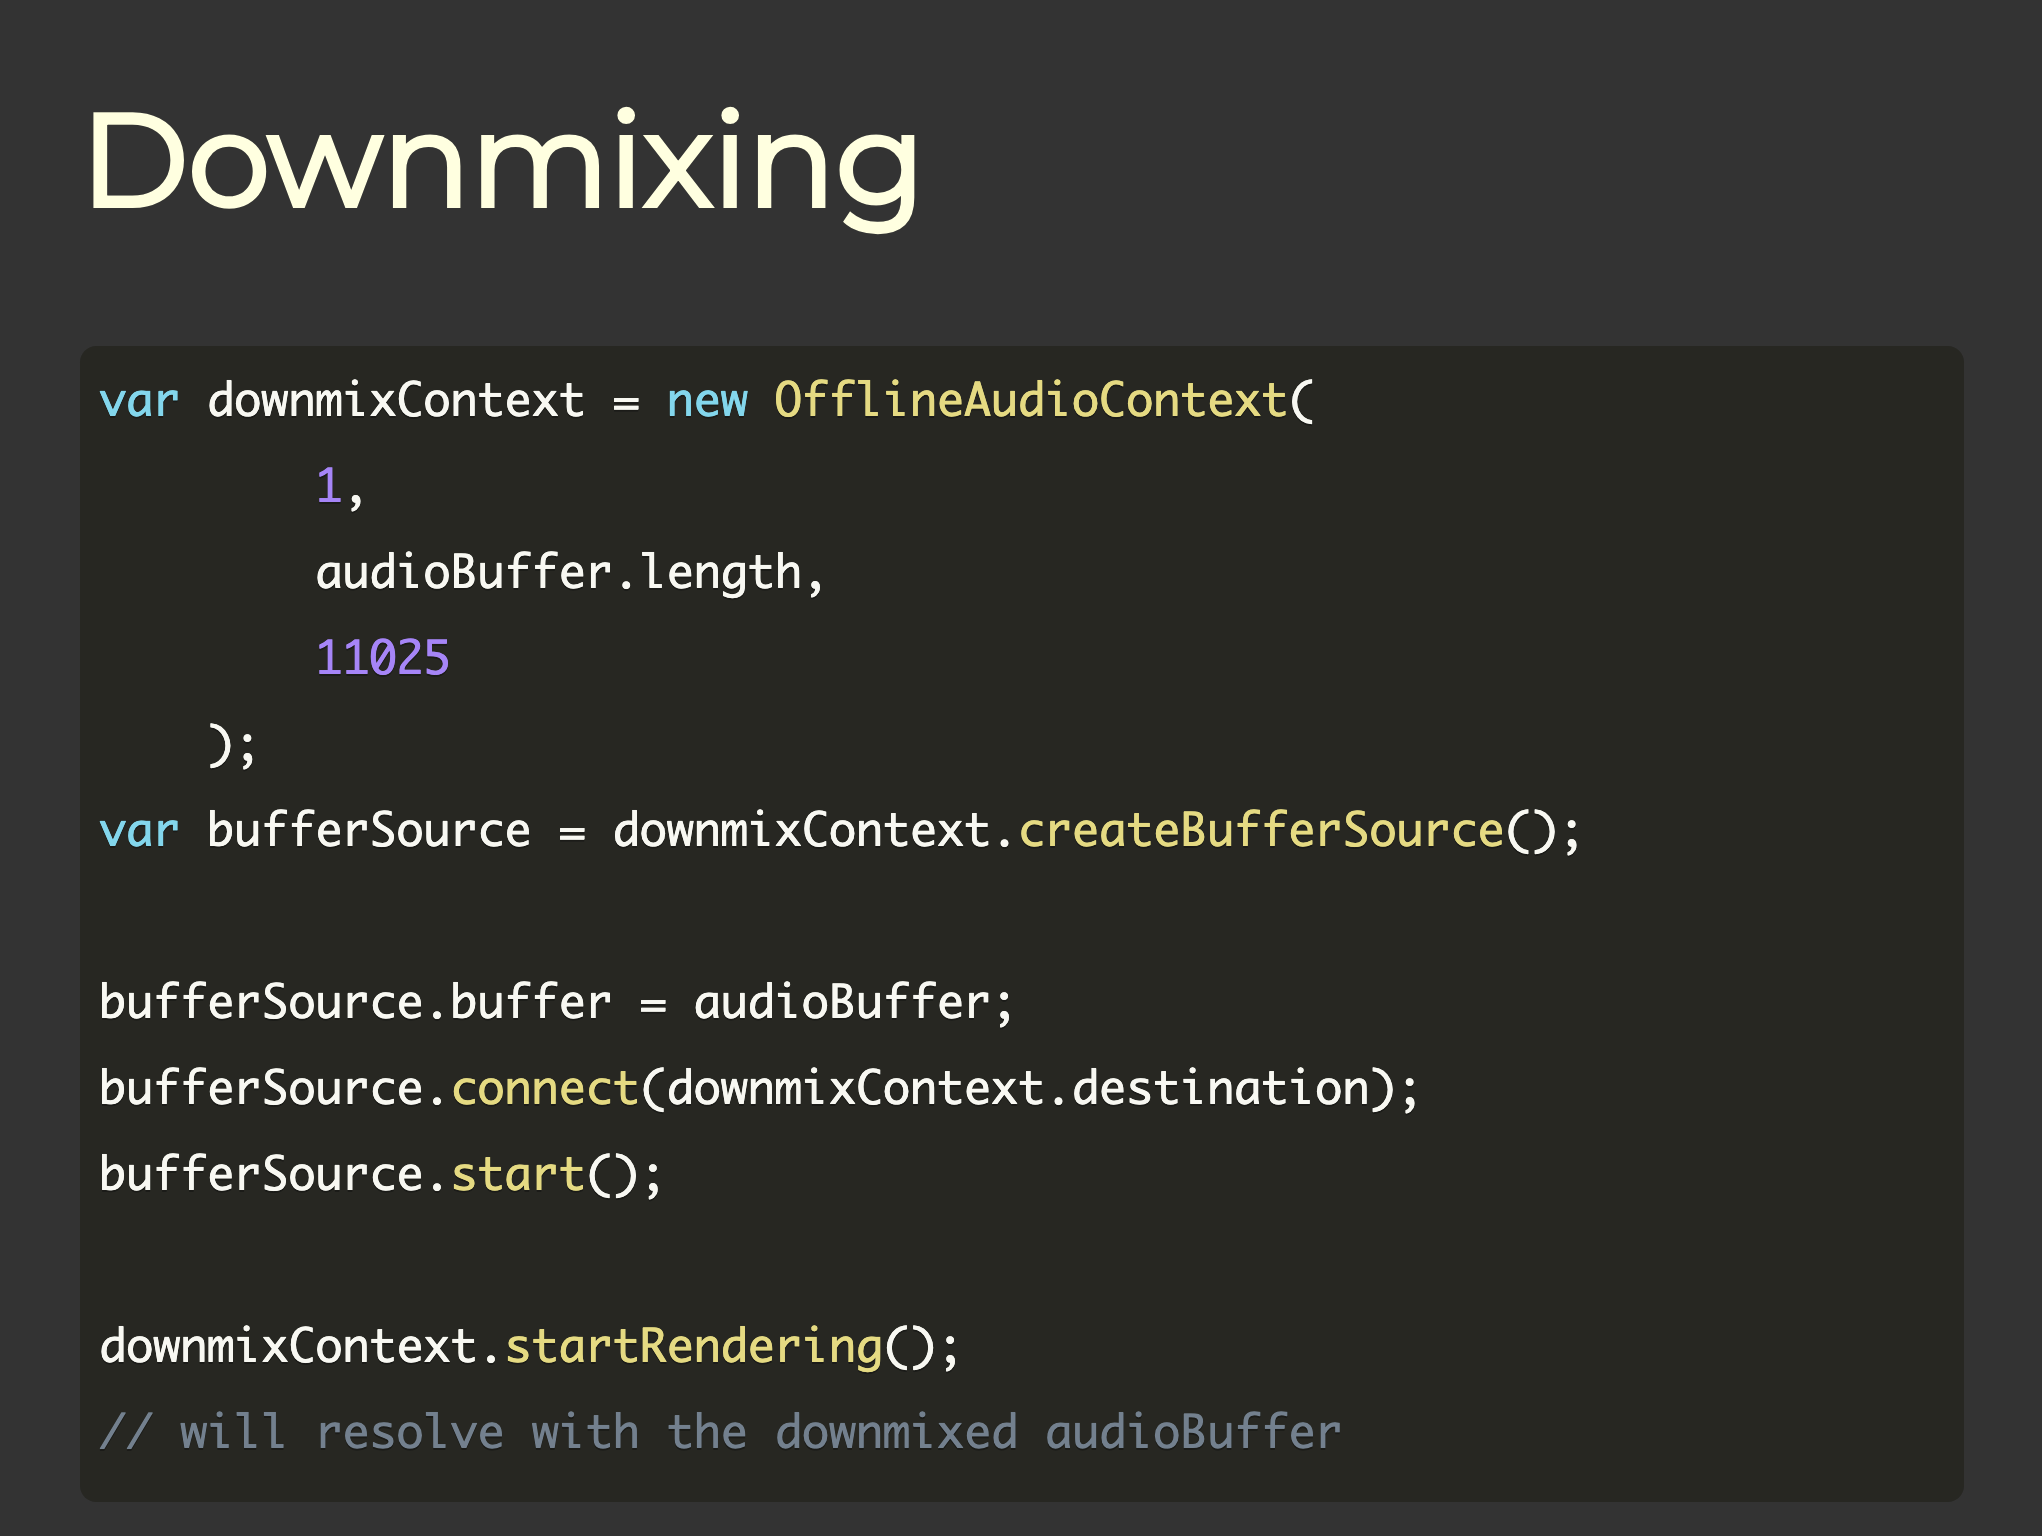 Downmixing
var downmixContext = new OfflineAudioContext(
        1,
        audioBuffer.length,
        11025
    );
var bufferSource = downmixContext.createBufferSource();

bufferSource.buffer = audioBuffer;
bufferSource.connect(downmixContext.destination);
bufferSource.start();

downmixContext.startRendering();
// will resolve with the downmixed audioBuffer